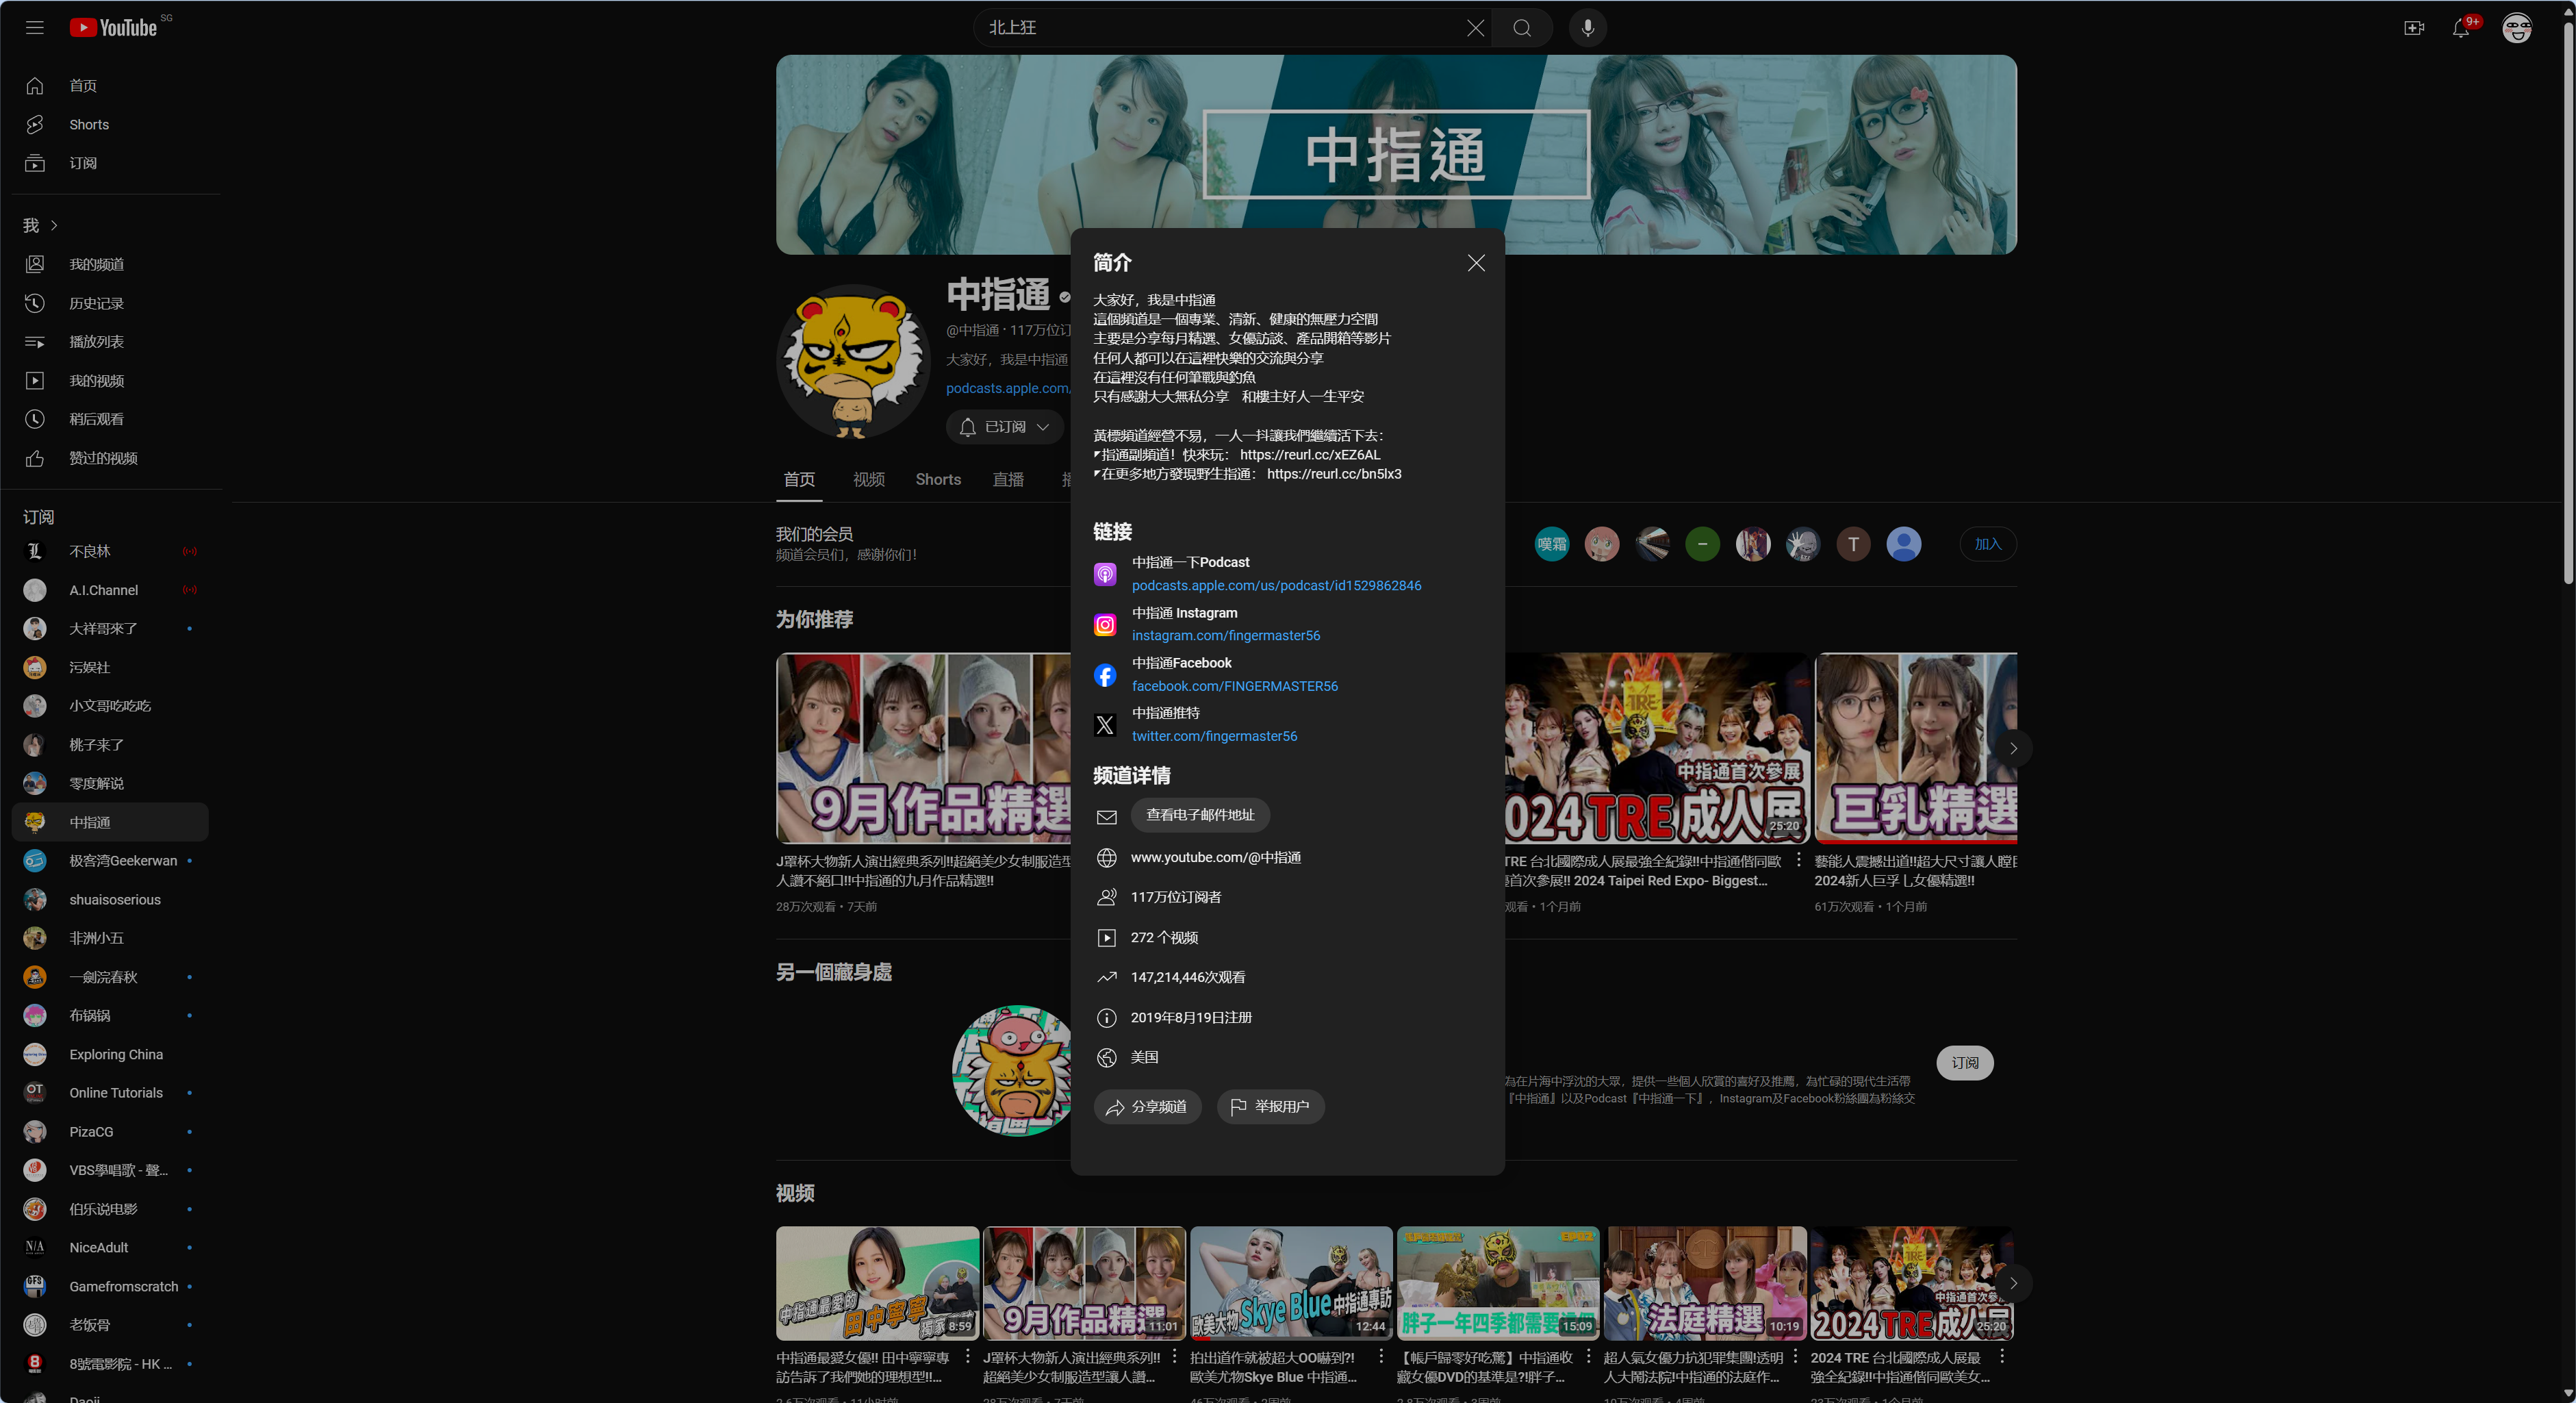 YouTube SG
北上狂
9+
首页
Shorts
订阅
我
我的频道
历史记录
播放列表
我的视频
稍后观看
赞过的视频
订阅
不良林
A.I.Channel
大祥哥來了
污娱社
小文哥吃吃吃
桃子来了
零度解说
中指通
极客湾Geekerwan
shuaisoserious
非洲小五
一劍浣春秋
布锅锅
Exploring China
Online Tutorials
PizaCG
VBS學唱歌 - 聲...
伯乐说电影
NiceAdult
Gamefromscratch
老饭骨
8號電影院 - HK ...
中指通
中指通
@中指通 · 117万位订
大家好，我是中指通
podcasts.apple.com/
已订阅
首页
视频
Shorts
直播
简介
大家好，我是中指通
這個頻道是一個專業、清新、健康的無壓力空間
主要是分享每月精選、女優訪談、產品開箱等影片
任何人都可以在這裡快樂的交流與分享
在這裡沒有任何筆戰與釣魚
只有感謝大大無私分享　和樓主好人一生平安
黃標頻道經營不易，一人一抖讓我們繼續活下去：
◤指通副頻道！快來玩： https://reurl.cc/xEZ6AL
◤在更多地方發現野生指通： https://reurl.cc/bn5lx3
链接
中指通一下Podcast
podcasts.apple.com/us/podcast/id1529862846
中指通 Instagram
instagram.com/fingermaster56
中指通Facebook
facebook.com/FINGERMASTER56
中指通推特
twitter.com/fingermaster56
频道详情
查看电子邮件地址
www.youtube.com/@中指通
117万位订阅者
272 个视频
147,214,446次观看
2019年8月19日注册
美国
分享频道
举报用户
我们的会员
频道会员们，感谢你们！
嘆霜
T
加入
为你推荐
9月作品精選
J罩杯大物新人演出經典系列!!超絕美少女制服造型
人讚不絕口!!中指通的九月作品精選!!
28万次观看 • 7天前
TRE
中指通首次參展
2024 TRE 成人展
25:20
TRE 台北國際成人展最強全紀錄!!中指通偕同歐
首次參展!! 2024 Taipei Red Expo- Biggest...
观看 • 1个月前
巨乳精選
藝能人震撼出道!!超大尺寸讓人瞠目
2024新人巨孚乚女優精選!!
61万次观看 • 1个月前
另一個藏身處
為在片海中浮沈的大眾，提供一些個人欣賞的喜好及推薦，為忙碌的現代生活帶
『中指通』以及Podcast『中指通一下』，Instagram及Facebook粉絲團為粉絲交
订阅
视频
中指通最愛的
田中寧寧
8:59
9月作品精選
11:01
歐美大物 Skye Blue 中指通專訪
12:44
EP02
胖子一年四季都需要這個
15:09
法庭精選
10:19
TRE
中指通首次參
2024 TRE 成人展
25:20
中指通最愛女優!! 田中寧寧專
訪告訴了我們她的理想型!!...
J罩杯大物新人演出經典系列!!
超絕美少女制服造型讓人讚...
拍出道作就被超大OO嚇到?!
歐美尤物Skye Blue 中指通...
【帳戶歸零好吃驚】中指通收
藏女優DVD的基準是?!胖子...
超人氣女優力抗犯罪集團!透明
人大鬧法院!中指通的法庭作...
2024 TRE 台北國際成人展最
強全紀錄!!中指通偕同歐美女...